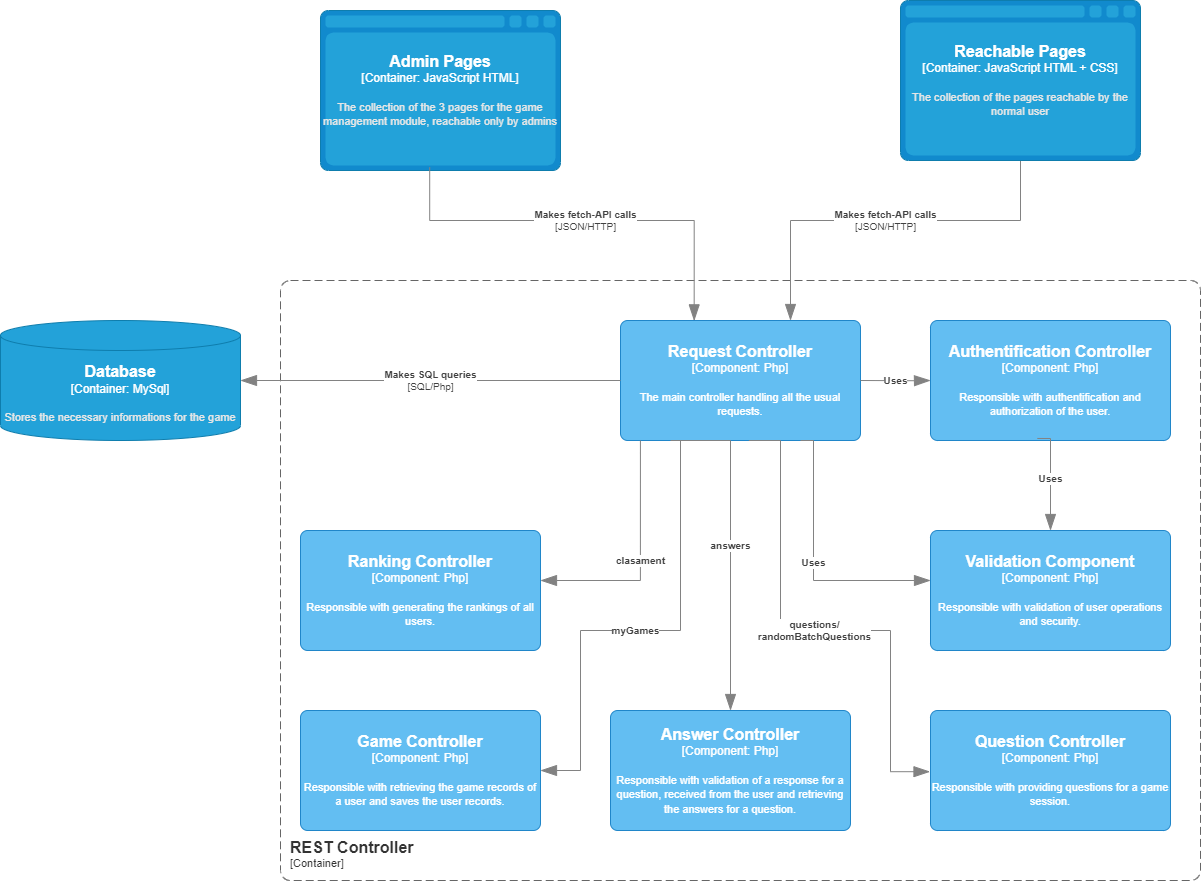 Admin Pages
[Container: JavaScript HTML]
The collection of the 3 pages for the game
management module, reachable only by admins
Reachable Pages
[Container: JavaScript HTML + CSS]
The collection of the pages reachable by the
normal user
Makes fetch-API calls
[JSON/HTTP]
Makes fetch-API calls
[JSON/HTTP]
Database
[Container: MySql]
Stores the necessary informations for the game
Makes SQL queries
[SQL/Php]
Request Controller
[Component: Php]
The main controller handling all the usual
requests.
Uses
Authentification Controller
[Component: Php]
Responsible with authentification and
authorization of the user.
Uses
clasament
answers
Uses
myGames
questions/
randomBatchQuestions
Ranking Controller
[Component: Php]
Responsible with generating the rankings of all
users.
Validation Component
[Component: Php]
Responsible with validation of user operations
and security.
Game Controller
[Component: Php]
Responsible with retrieving the game records of
a user and saves the user records.
Answer Controller
[Component: Php]
Responsible with validation of a response for a
question, received from the user and retrieving
the answers for a question.
Question Controller
[Component: Php]
Responsible with providing questions for a game
session.
REST Controller
[Container]